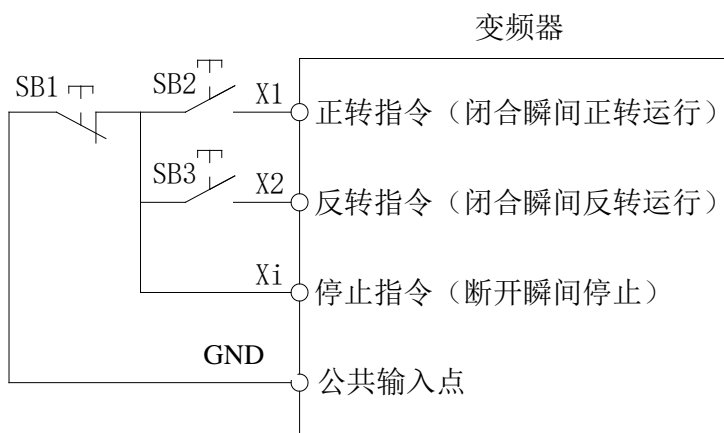 变频器
SB1
SB2
X1
正转指令（闭合瞬间正转运行）
SB3
X2
反转指令（闭合瞬间反转运行）
Xi
停止指令（断开瞬间停止）
GND
公共输入点